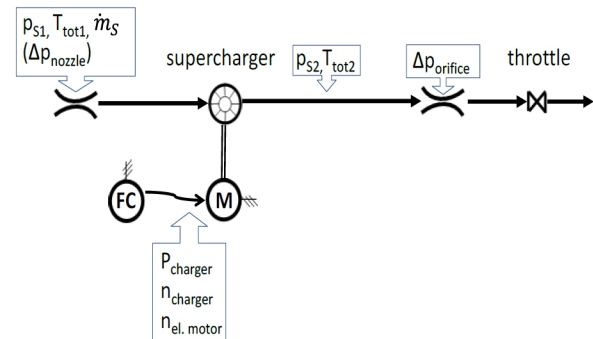 p_S1, T_tot1, ṁ_S
(Δp_nozzle)
supercharger
p_S2, T_tot2
Δp_orifice
throttle
FC
M
P_charger
n_charger
n_el. motor